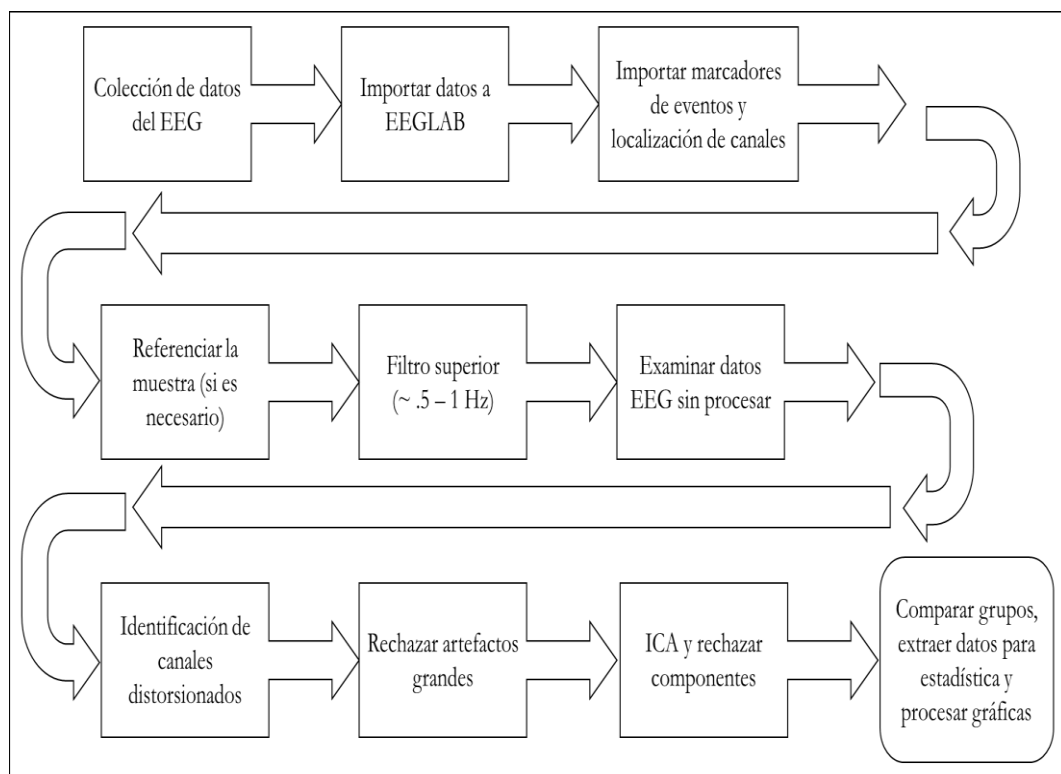 Colección de datos
del EEG
Importar datos a
EEGLAB
Importar marcadores
de eventos y
localización de canales
Referenciar la
muestra (si es
necesario)
Filtro superior
(~ .5 – 1 Hz)
Examinar datos
EEG sin procesar
Identificación de
canales
distorsionados
Rechazar artefactos
grandes
ICA y rechazar
componentes
Comparar grupos,
extraer datos para
estadística y
procesar gráficas